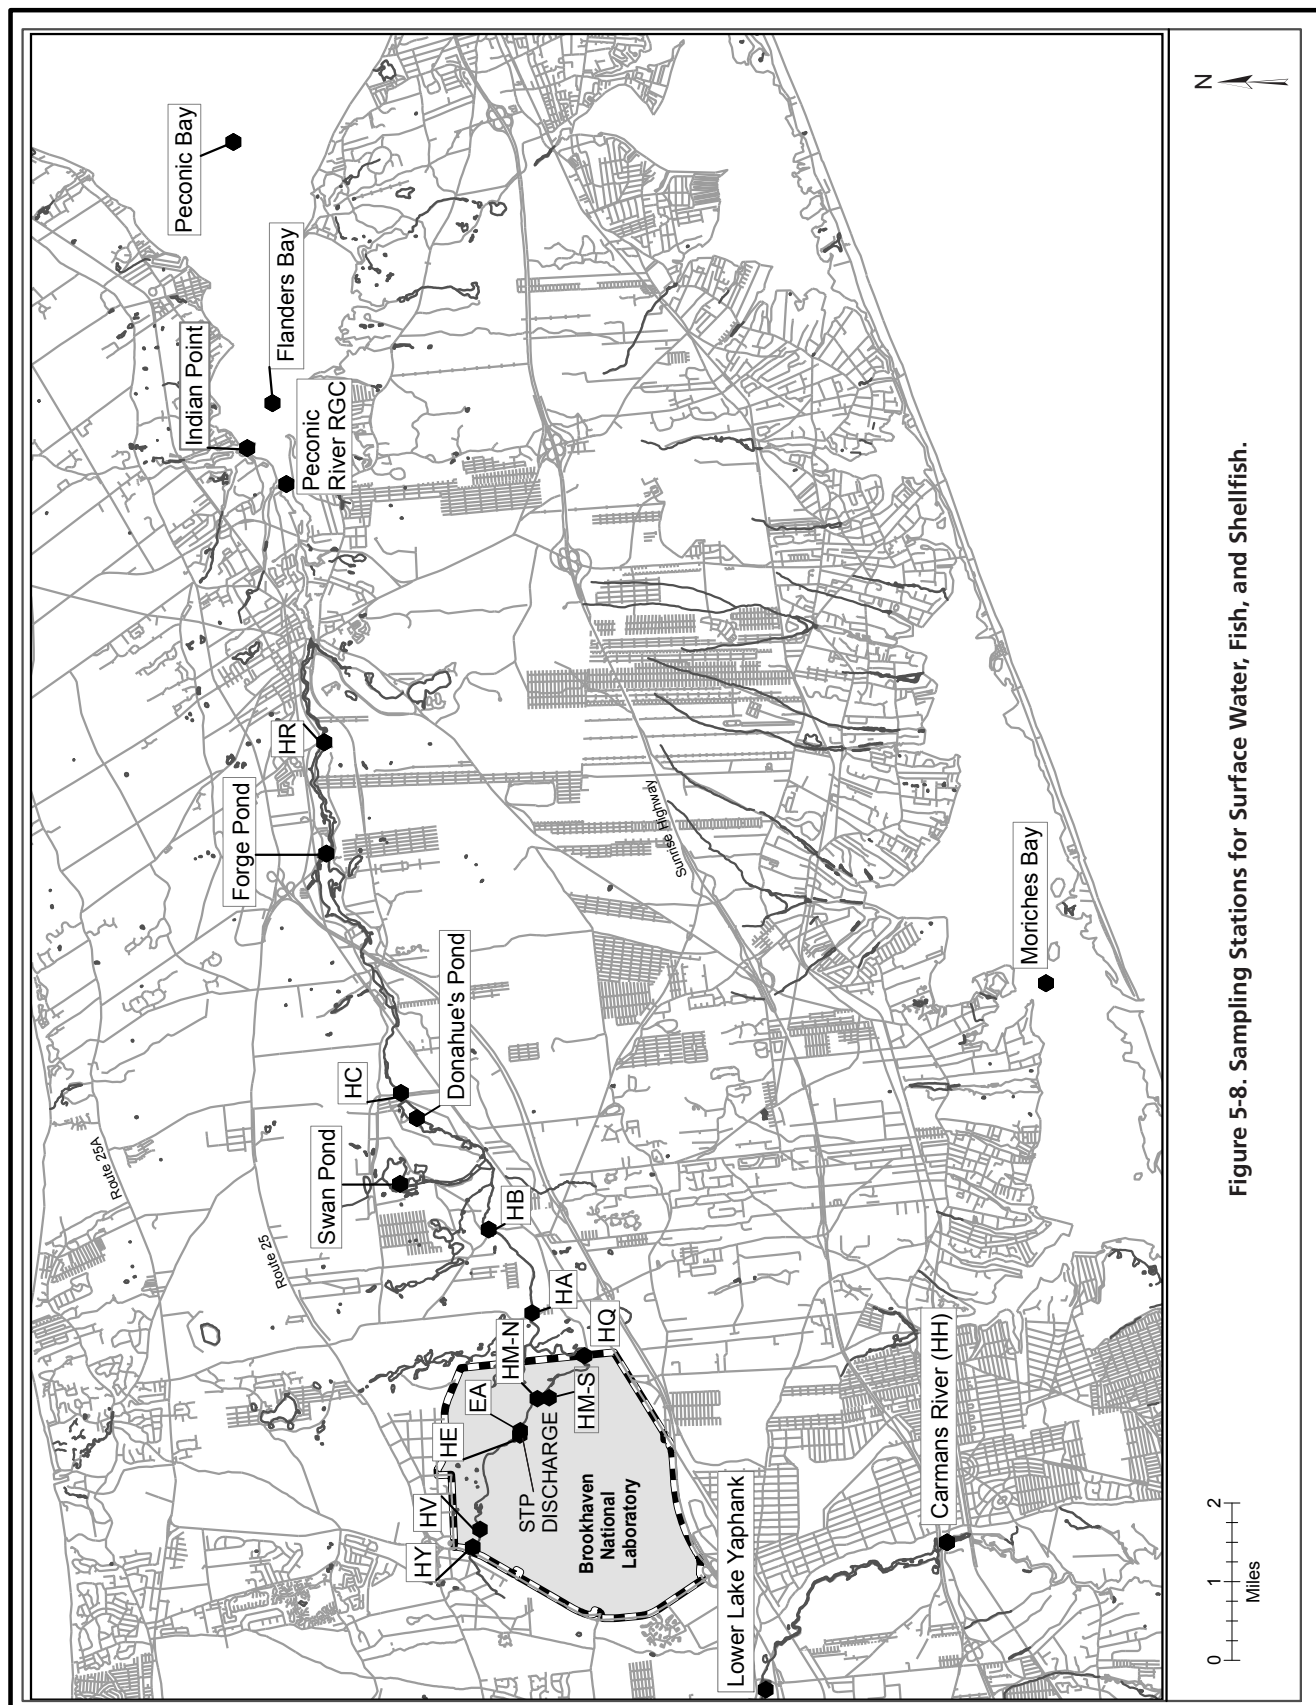 Peconic Bay
Flanders Bay
Indian Point
Peconic
River RGC
HR
Forge Pond
Sunrise Highway
Moriches Bay
Donahue's Pond
HC
Swan Pond
Route 25A
Route 25
HB
HA
HQ
HM-N
HM-S
EA
HE
STP
DISCHARGE
HV
HY
Brookhaven
National
Laboratory
Lower Lake Yaphank
Carmans River (HH)
N
0 1 2
Miles
Figure 5-8. Sampling Stations for Surface Water, Fish, and Shellfish.